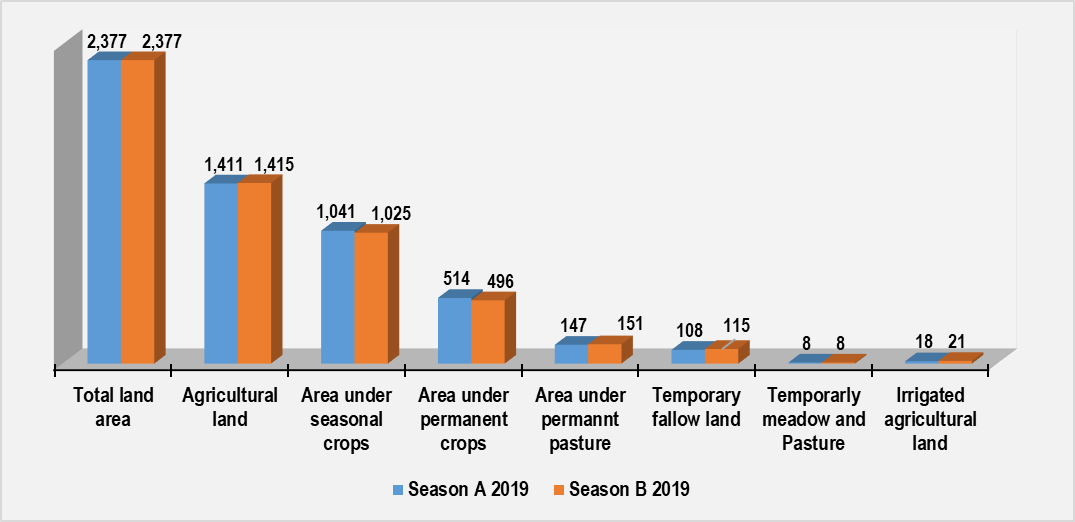 2,377 2,377
1,411 1,415
1,041 1,025
514 496
147 151
108 115
8 8
18 21
Total land
area
Agricultural
land
Area under
seasonal
crops
Area under
permanent
crops
Area under
permannt
pasture
Temporary
fallow land
Temporarly
meadow and
Pasture
Irrigated
agricultural
land
Season A 2019 Season B 2019